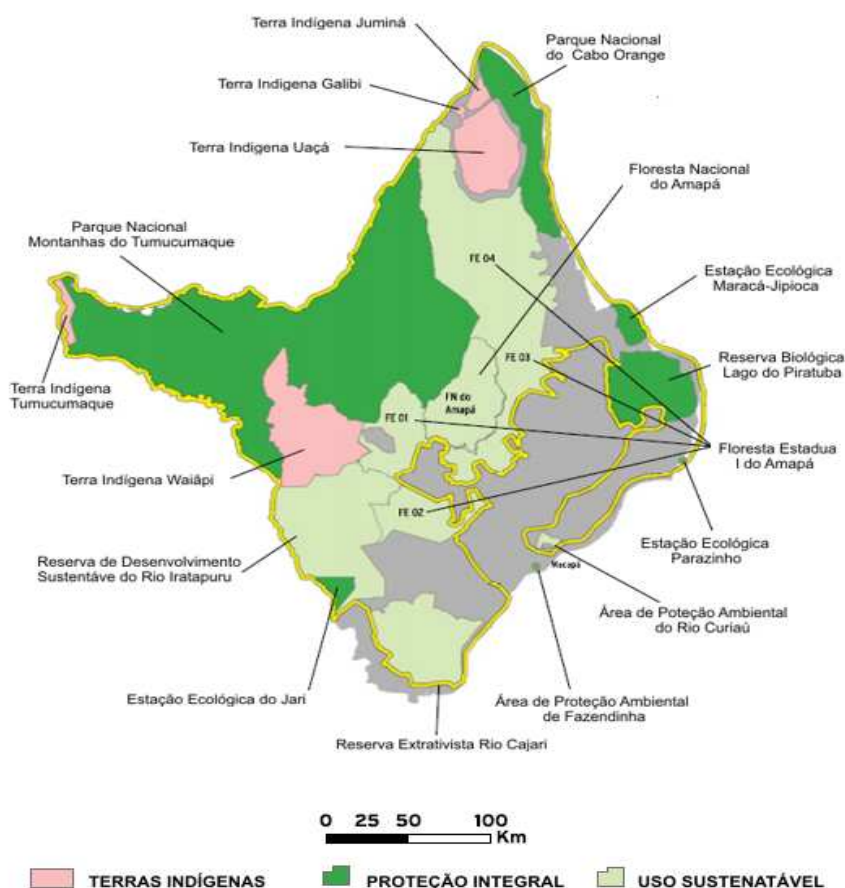 Terra Indígena Juminá
Parque Nacional
do Cabo Orange
Terra Indigena Galibi
Terra Indígena Uaçá
Floresta Nacional
do Amapá
Parque Nacional
Montanhas do Tumucumaque
FE 04
Estação Ecológica
Maracá-Jipioca
FE 03
Reserva Biológica
Lago do Piratuba
Terra Indígena
Tumucumaque
FN do
Amapá
FE 01
Floresta Estadua
l do Amapá
Terra Indígena Waiãpi
FE 02
Estação Ecológica
Parazinho
Reserva de Desenvolvimento
Sustentáve do Rio Iratapuru
Macapá
Área de Poteção Ambiental
do Rio Curiaú
Estação Ecológica do Jari
Área de Proteção Ambiental
de Fazendinha
Reserva Extrativista Rio Cajari
0 25 50 100
Km
TERRAS INDÍGENAS
PROTEÇÃO INTEGRAL
USO SUSTENATÁVEL